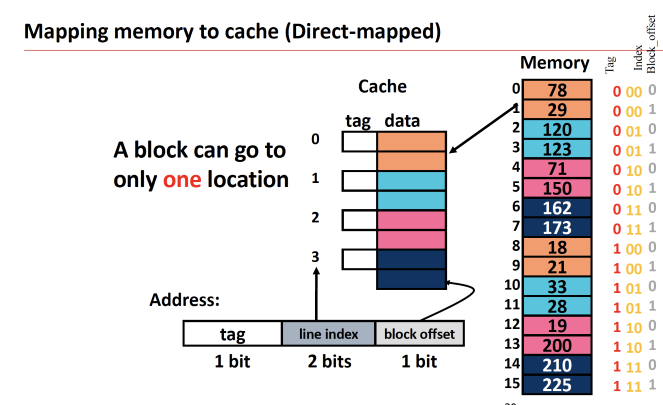 Mapping memory to cache (Direct-mapped)
Tag
Index
Block_offset
Memory
Cache
tag data
A block can go to
only one location
0
1
2
3
0 78 0 00 0
1 29 0 00 1
2 120 0 01 0
3 123 0 01 1
4 71 0 10 0
5 150 0 10 1
6 162 0 11 0
7 173 0 11 1
8 18 1 00 0
9 21 1 00 1
10 33 1 01 0
11 28 1 01 1
12 19 1 10 0
13 200 1 10 1
14 210 1 11 0
15 225 1 11 1
Address:
tag line index block offset
1 bit 2 bits 1 bit